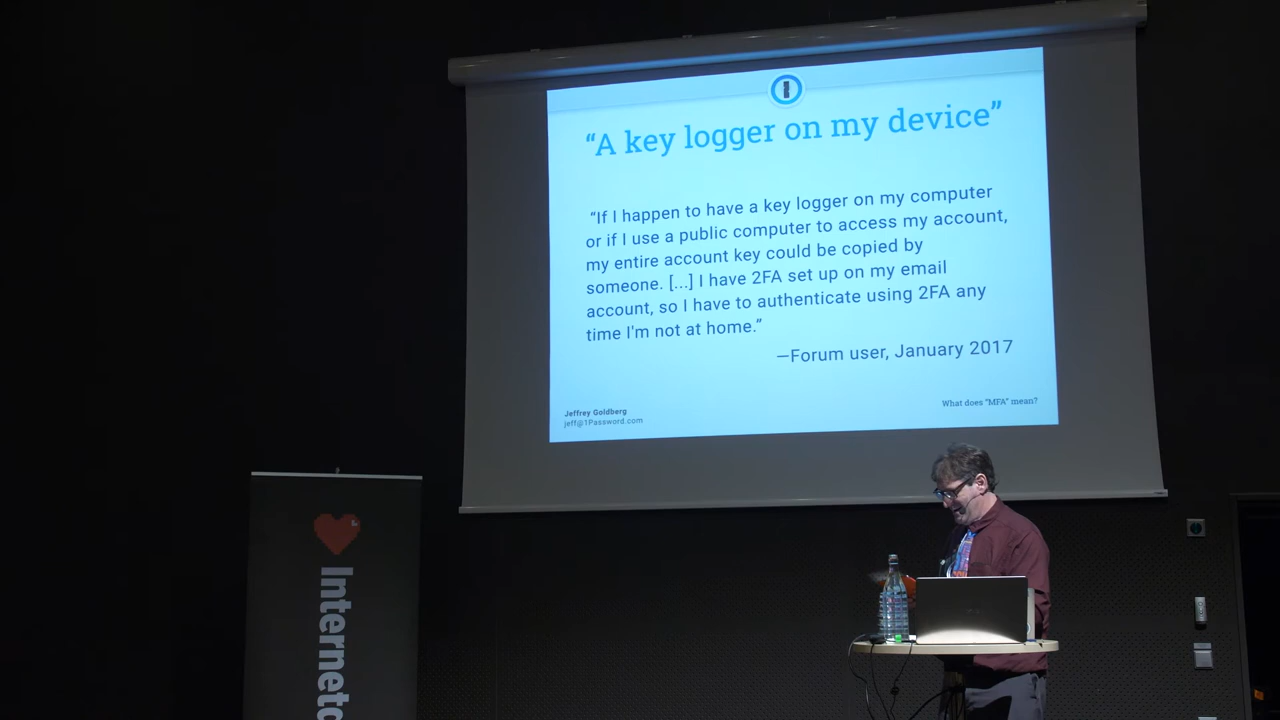 “A key logger on my device”
“If I happen to have a key logger on my computer
or if I use a public computer to access my account,
my entire account key could be copied by
someone. [...] I have 2FA set up on my email
account, so I have to authenticate using 2FA any
time I'm not at home.”
—Forum user, January 2017
Jeffrey Goldberg
jeff@1Password.com
What does “MFA” mean?